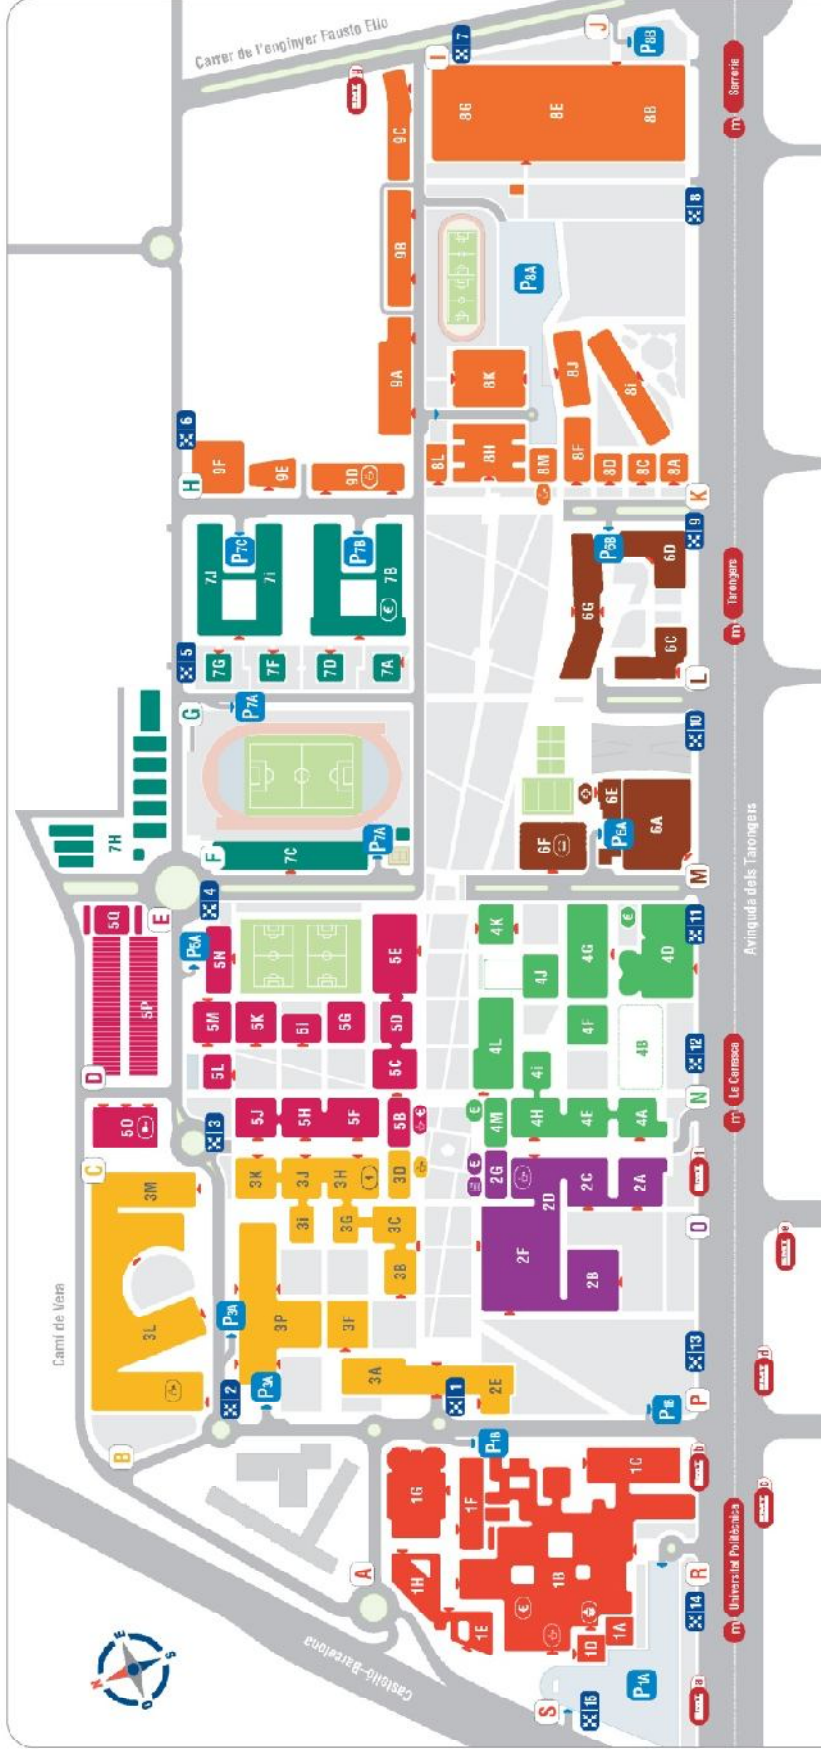 Carrer de l'enginyer Fausto Elio
Camí de Vera
Castelló-Barcelona
Avinguda dels Tarongers
m Universitat Politècnica
m La Carrasca
m Tarongers
m Serreria
N
E
S
O
A
B
C
D
E
F
G
H
I
J
K
L
M
N
O
P
R
S
1
2
3
4
5
6
7
8
9
10
11
12
13
14
15
P1A
P1B
P1B
P3A
P3A
P5A
P6A
P6B
P7A
P7A
P7B
P7C
P8A
P8B
1A
1B
1C
1D
1E
1F
1G
1H
2A
2B
2C
2D
2E
2F
2G
3A
3B
3C
3D
3F
3G
3H
3i
3J
3K
3L
3M
3P
4A
4B
4D
4E
4F
4G
4H
4i
4J
4K
4L
4M
5B
5C
5D
5E
5F
5G
5H
5i
5J
5K
5L
5M
5N
5O
5P
5Q
6A
6C
6D
6E
6F
6G
7A
7B
7C
7D
7F
7G
7H
7i
7J
8A
8B
8C
8D
8E
8F
8G
8H
8i
8J
8K
8L
8M
9A
9B
9C
9D
9E
9F
€
€
€
€
€
€
a
b
c
d
e
f
g